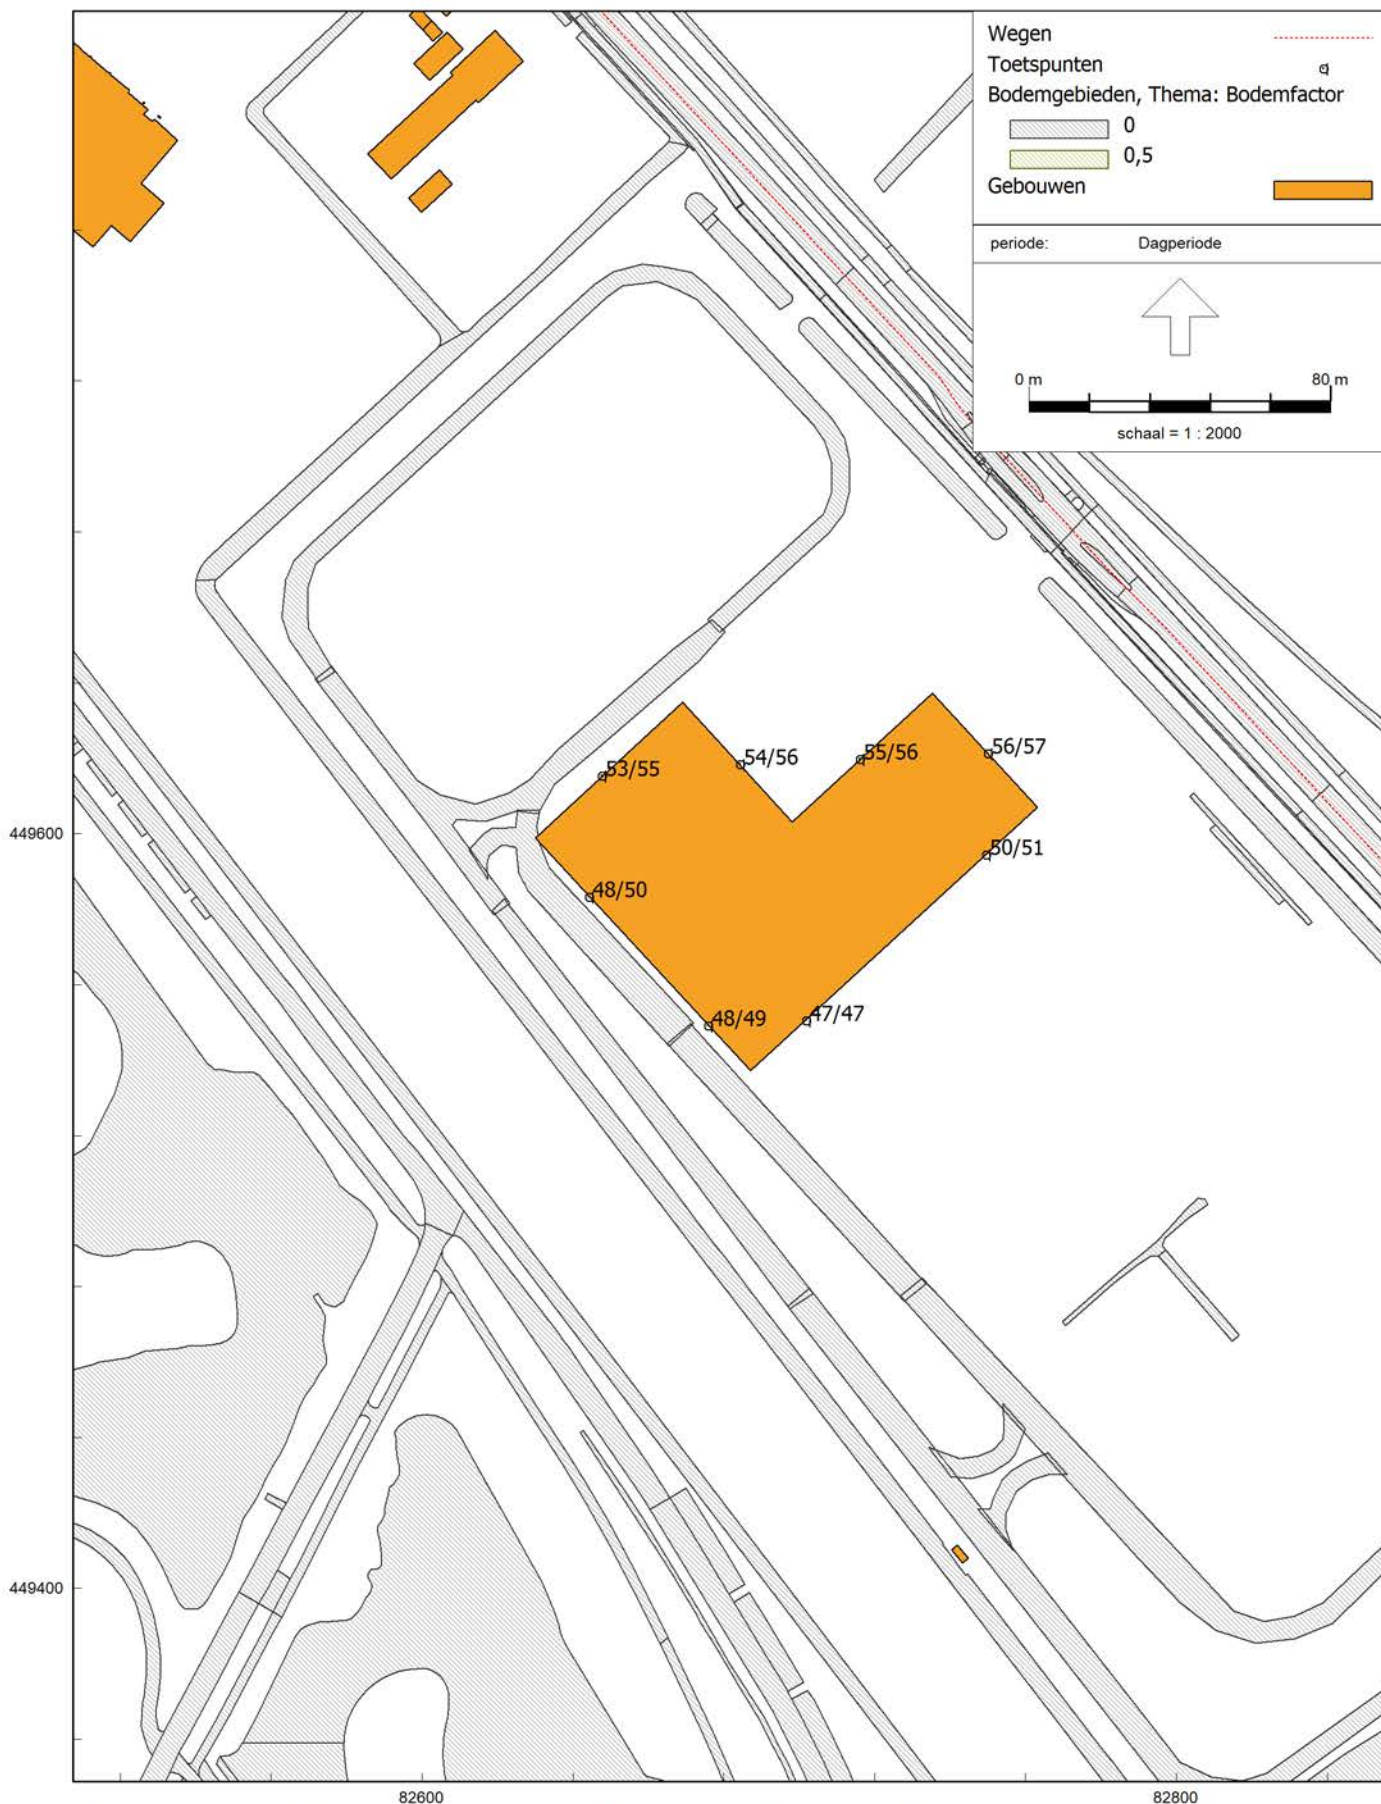 Wegen
Toetspunten
Bodemgebieden, Thema: Bodemfactor
0
0,5
Gebouwen
periode: Dagperiode
0 m 80 m
schaal = 1 : 2000
53/55
54/56
55/56
56/57
449600
50/51
48/50
48/49
47/47
449400
82600
82800